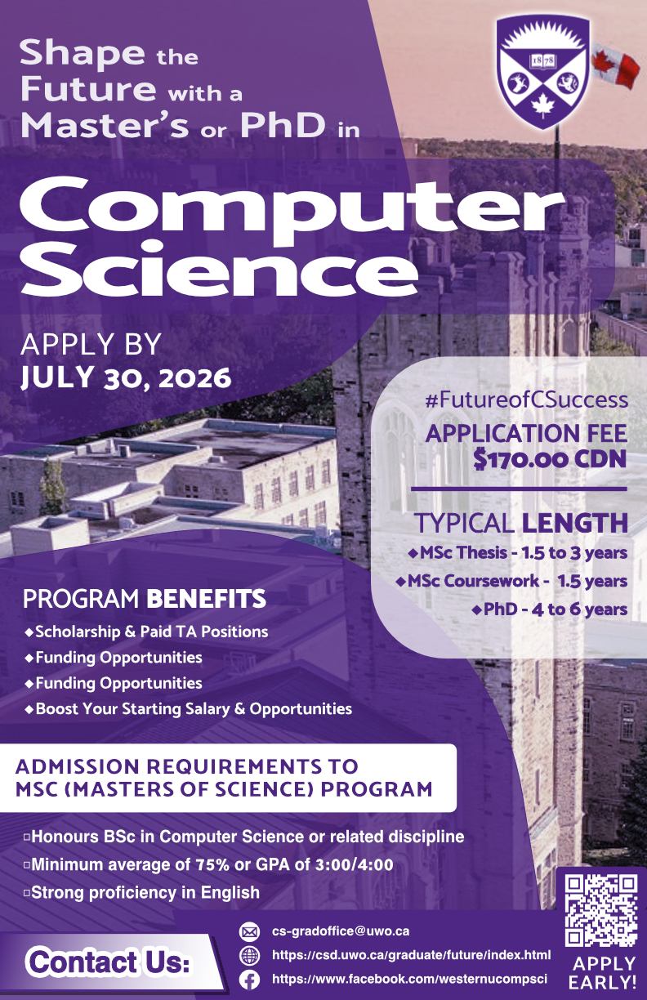 Shape the
Future with a
Master's or PhD in
1878
Computer
Science
APPLY BY
JULY 30, 2026
#FutureofCSuccess
APPLICATION FEE
$170.00 CDN
TYPICAL LENGTH
◆MSc Thesis - 1.5 to 3 years
◆MSc Coursework - 1.5 years
◆PhD - 4 to 6 years
PROGRAM BENEFITS
◆Scholarship & Paid TA Positions
◆Funding Opportunities
◆Funding Opportunities
◆Boost Your Starting Salary & Opportunities
ADMISSION REQUIREMENTS TO
MSC (MASTERS OF SCIENCE) PROGRAM
□Honours BSc in Computer Science or related discipline
□Minimum average of 75% or GPA of 3:00/4:00
□Strong proficiency in English
Contact Us:
cs-gradoffice@uwo.ca
https://csd.uwo.ca/graduate/future/index.html
https://www.facebook.com/westernucompsci
APPLY
EARLY!